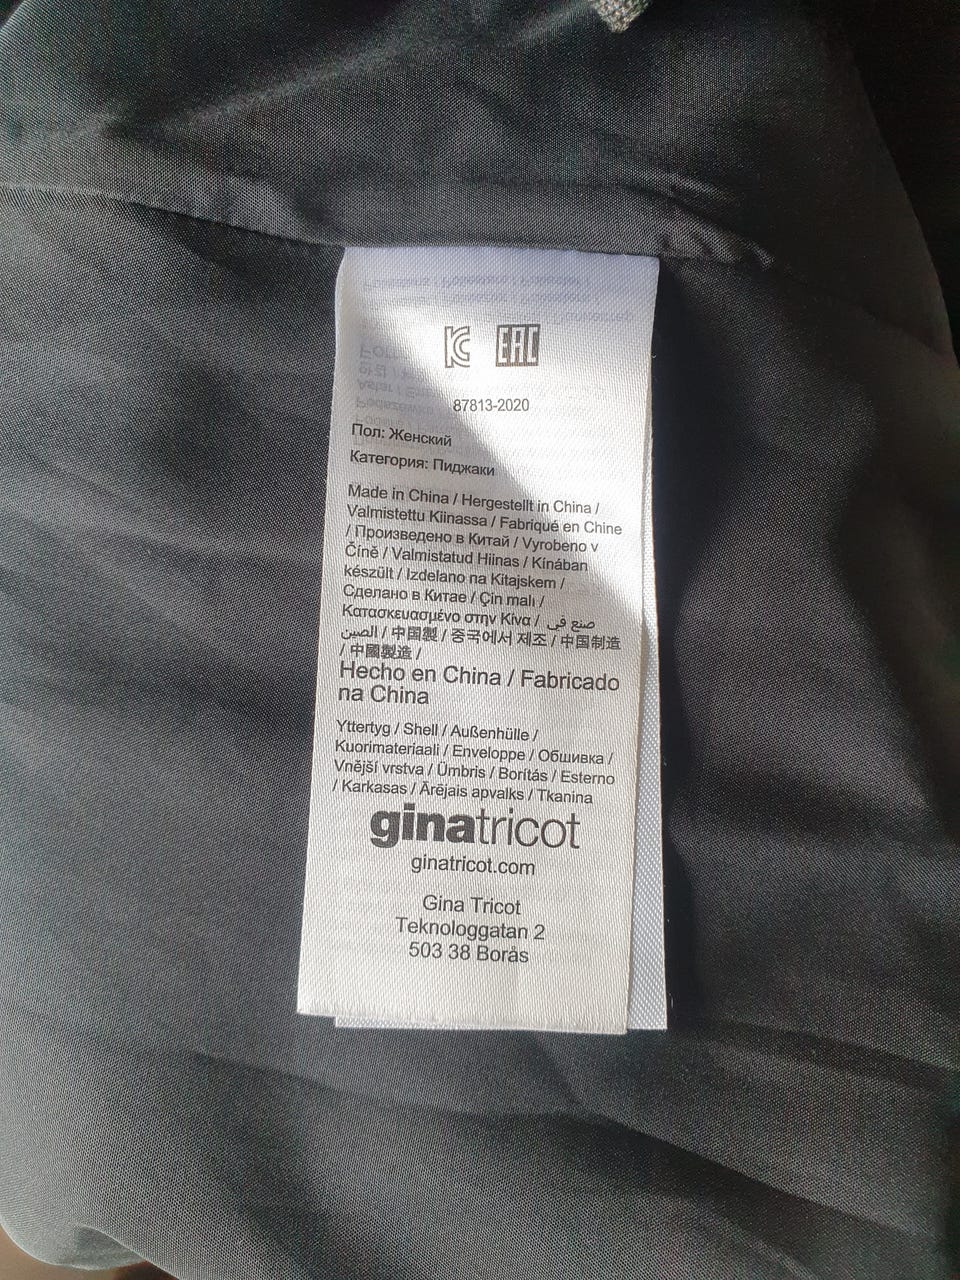 KC EAC
87813-2020
Пол: Женский
Категория: Пиджаки
Made in China / Hergestellt in China /
Valmistettu Kiinassa / Fabriqué en Chine
/ Произведено в Китай / Vyrobeno v
Číně / Valmistatud Hiinas / Kínában
készült / Izdelano na Kitajskem /
Сделано в Китае / Çin malı /
Κατασκευασμένο στην Κίνα / صنع في
الصين / 中国製 / 중국에서 제조 / 中国制造
/ 中國製造 /
Hecho en China / Fabricado
na China
Yttertyg / Shell / Außenhülle /
Kuorimateriaali / Enveloppe / Обшивка /
Vnější vrstva / Ümbris / Borítás / Esterno
/ Karkasas / Ārējais apvalks / Tkanina
ginatricot
ginatricot.com
Gina Tricot
Teknologgatan 2
503 38 Borås